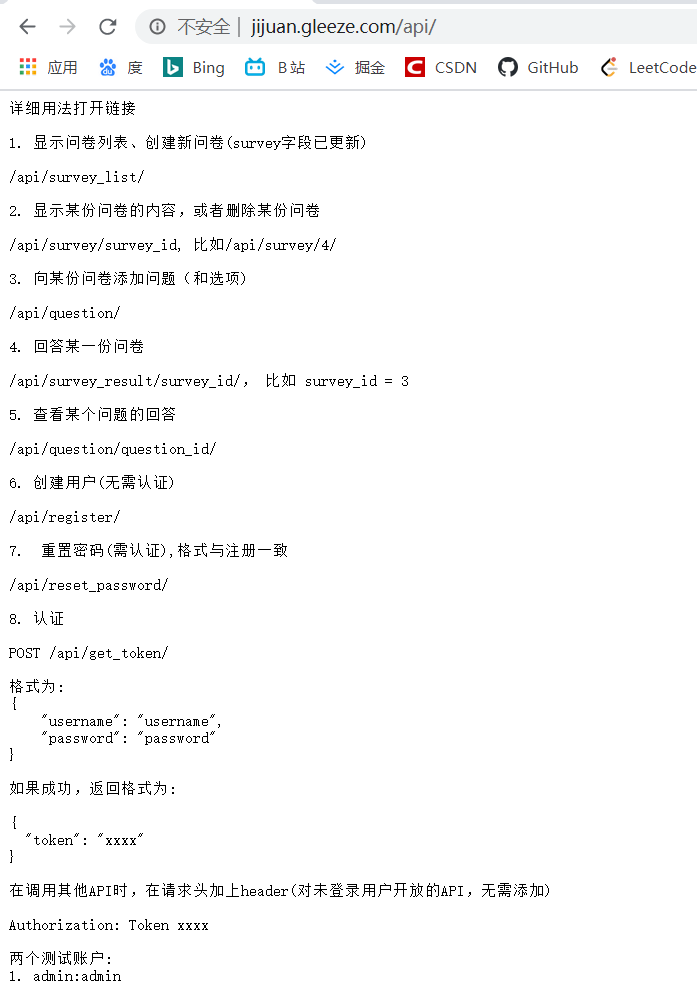 不安全 | jijuan.gleeze.com/api/
应用 度 Bing B站 掘金 CSDN GitHub LeetCode
详细用法打开链接
1. 显示问卷列表、创建新问卷(survey字段已更新)
/api/survey_list/
2. 显示某份问卷的内容，或者删除某份问卷
/api/survey/survey_id, 比如/api/survey/4/
3. 向某份问卷添加问题（和选项)
/api/question/
4. 回答某一份问卷
/api/survey_result/survey_id/， 比如 survey_id = 3
5. 查看某个问题的回答
/api/question/question_id/
6. 创建用户(无需认证)
/api/register/
7. 重置密码(需认证),格式与注册一致
/api/reset_password/
8. 认证
POST /api/get_token/
格式为:
{
"username": "username",
"password": "password"
}
如果成功，返回格式为:
{
"token": "xxxx"
}
在调用其他API时，在请求头加上header(对未登录用户开放的API，无需添加)
Authorization: Token xxxx
两个测试账户:
1. admin:admin